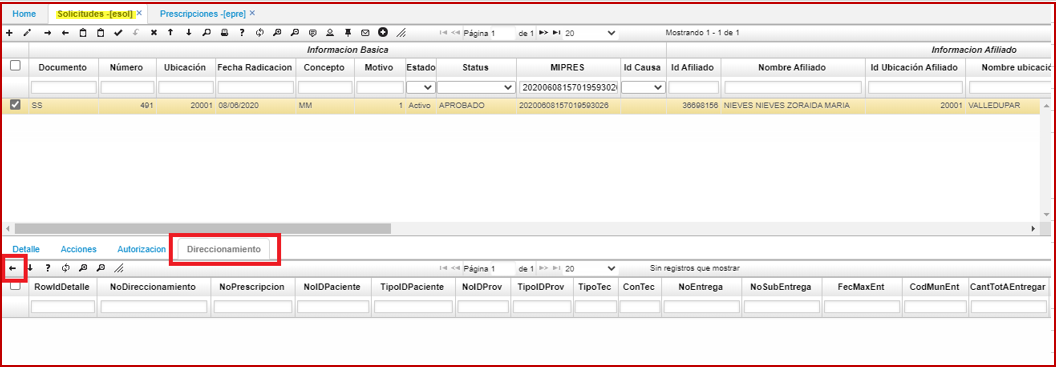 Home Solicitudes -[esol] × Prescripciones -[epre] ×
Página 1 de 1 20 Mostrando 1 - 1 de 1
Informacion Basica Informacion Afiliado
Documento Número Ubicación Fecha Radicacion Concepto Motivo Estado Status MIPRES Id Causa Id Afiliado Nombre Afiliado Id Ubicación Afiliado Nombre ubicació
20200608157019593026
SS 491 20001 08/06/2020 MM 1 Activo APROBADO 20200608157019593026 36698156 NIEVES NIEVES ZORAIDA MARIA 20001 VALLEDUPAR
Detalle Acciones Autorizacion Direccionamiento
Página 1 de 1 20 Sin registros que mostrar
RowIdDetalle NoDireccionamiento NoPrescripcion NoIDPaciente TipoIDPaciente NoIDProv TipoIDProv TipoTec ConTec NoEntrega NoSubEntrega FecMaxEnt CodMunEnt CantTotAEntregar